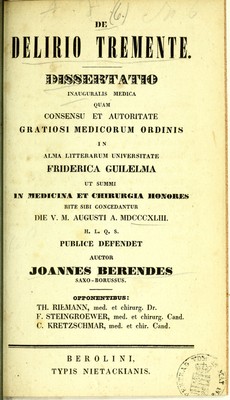 DE
DELIRIO TREMENTE.
DISSERTATIO
INAUGURALIS MEDICA
QUAM
CONSENSU ET AUTORITATE
GRATIOSI MEDICORUM ORDINIS
IN
ALMA LITTERARUM UNIVERSITATE
FRIDERICA GUILELMA
UT SUMMI
IN MEDICINA ET CHIRURGIA HONORES
RITE SIBI CONCEDANTUR
DIE V. M. AUGUSTI A. MDCCCXLIII.
H. L. Q. S.
PUBLICE DEFENDET
AUCTOR
JOANNES BERENDES
SAXO-BORUSSUS.
OPPONENTIBUS:
TH. RIEMANN, med. et chirurg. Dr.
F. STEINGROEWER, med. et chirurg. Cand.
C. KRETZSCHMAR, med. et chir. Cand.
BEROLINI,
TYPIS NIETACKIANIS.